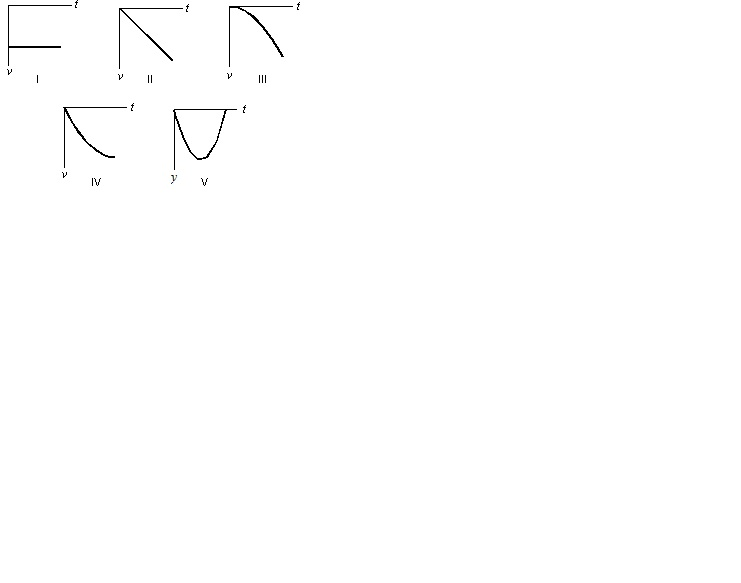 t t t
v v v
I II III
t t
v y
IV V